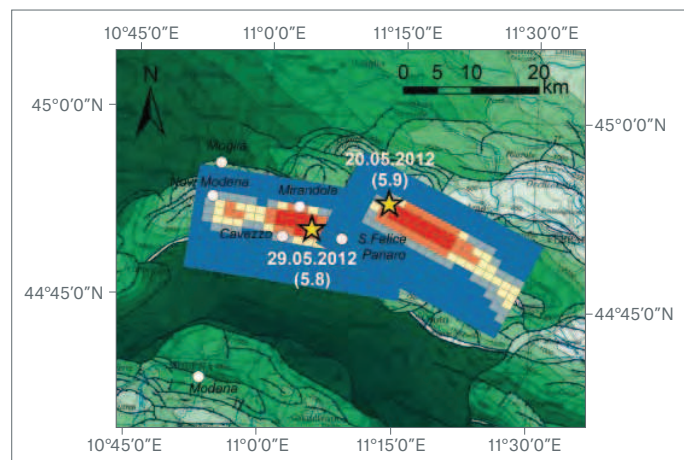 10°45'0"E 11°0'0"E 11°15'0"E 11°30'0"E
N
0 5 10 20
km
45°0'0"N
45°0'0"N
Moglia
20.05.2012
(5.9)
Novi Modena
Mirandola
Cavezzo
S.Felice
Panaro
29.05.2012
(5.8)
44°45'0"N
44°45'0"N
Modena
10°45'0"E 11°0'0"E 11°15'0"E 11°30'0"E